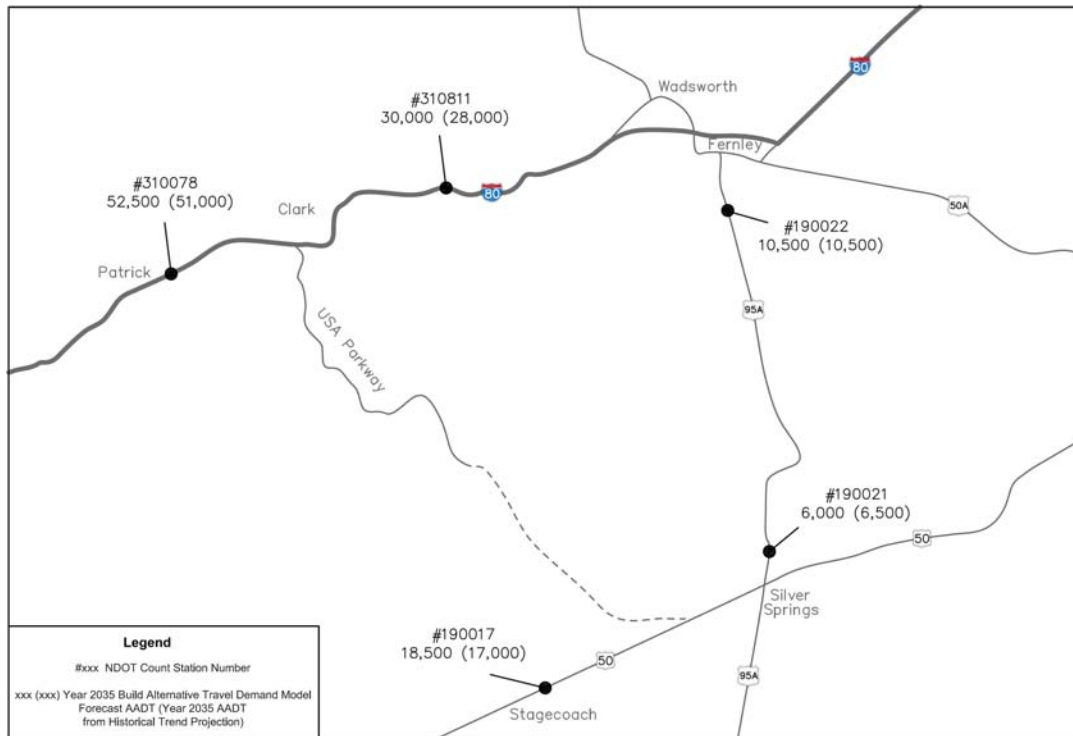 80
Wadsworth
#310811
30,000 (28,000)
Fernley
#310078
52,500 (51,000)
80
Clark
50A
#190022
10,500 (10,500)
Patrick
95A
USA Parkway
#190021
6,000 (6,500)
50
Silver
Springs
#190017
18,500 (17,000)
50
95A
Stagecoach
Legend
#xxx NDOT Count Station Number
xxx (xxx) Year 2035 Build Alternative Travel Demand Model
Forecast AADT (Year 2035 AADT
from Historical Trend Projection)